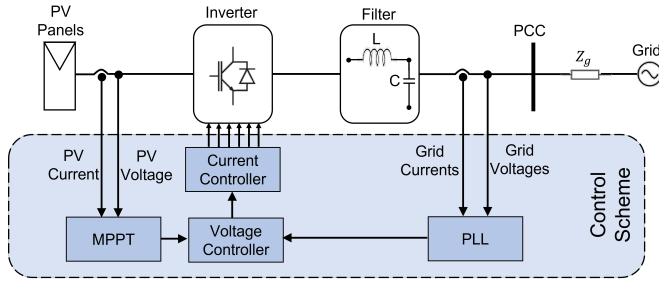 PV
Panels
Inverter
Filter
L
C
PCC
Zg
Grid
PV
Current
PV
Voltage
Current
Controller
Grid
Currents
Grid
Voltages
MPPT
Voltage
Controller
PLL
Control
Scheme